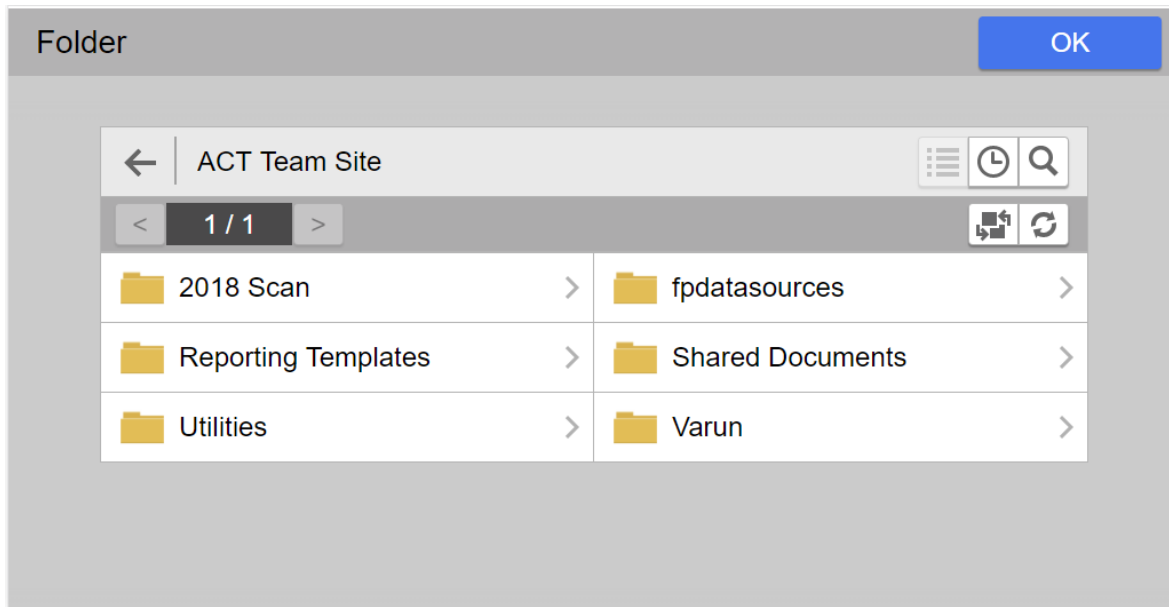 Folder OK
ACT Team Site
< 1 / 1 >
2018 Scan fpdatasources
Reporting Templates Shared Documents
Utilities Varun